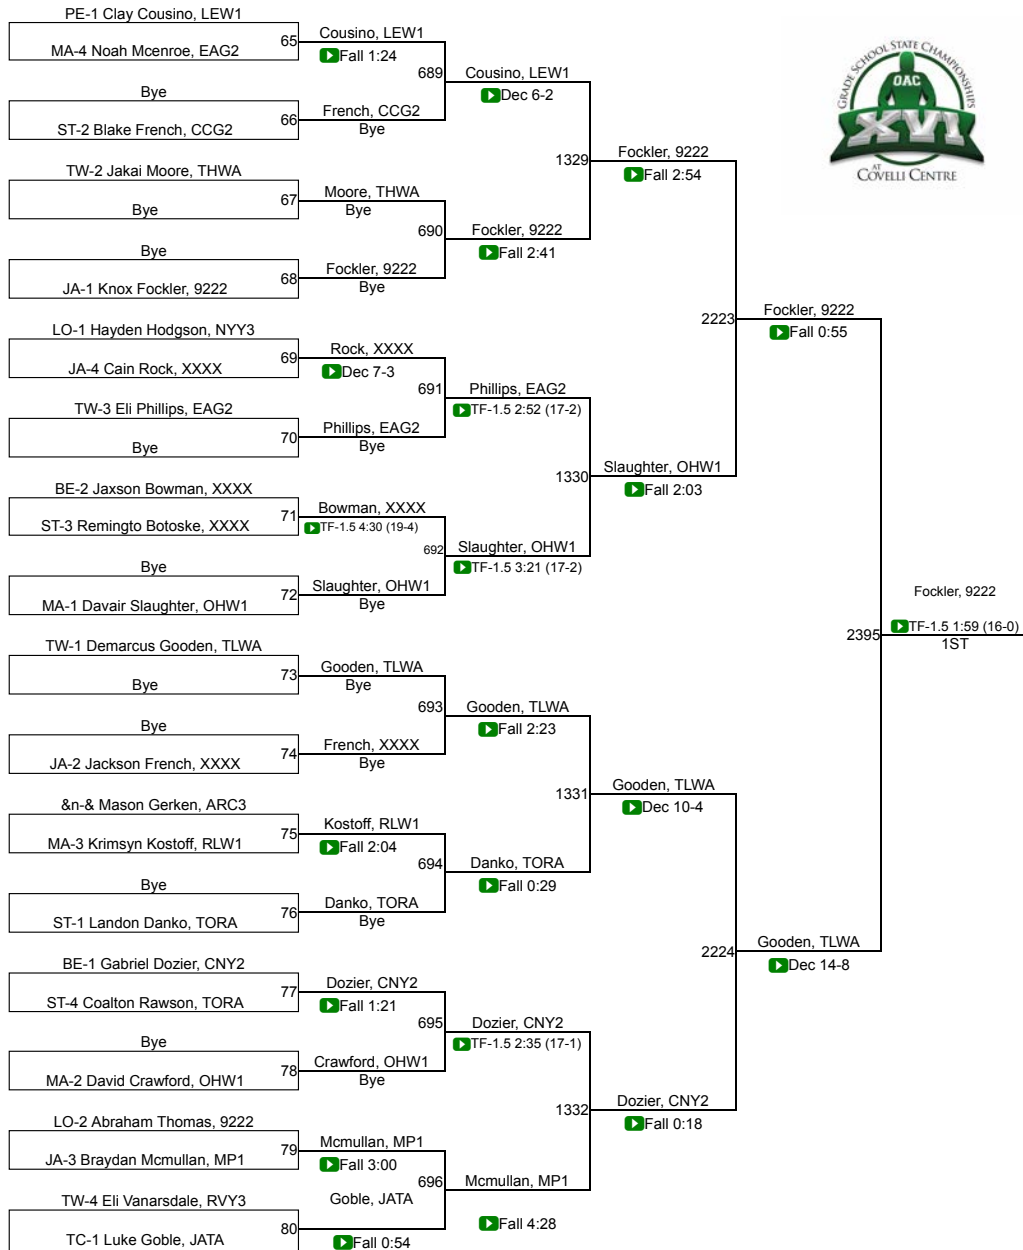 GRADE SCHOOL STATE CHAMPIONSHIPS
OAC
XVI
AT
COVELLI CENTRE
PE-1 Clay Cousino, LEW1
MA-4 Noah Mcenroe, EAG2
65
Bye
ST-2 Blake French, CCG2
66
TW-2 Jakai Moore, THWA
Bye
67
Bye
JA-1 Knox Fockler, 9222
68
LO-1 Hayden Hodgson, NYY3
JA-4 Cain Rock, XXXX
69
TW-3 Eli Phillips, EAG2
Bye
70
BE-2 Jaxson Bowman, XXXX
ST-3 Remingto Botoske, XXXX
71
Bye
MA-1 Davair Slaughter, OHW1
72
TW-1 Demarcus Gooden, TLWA
Bye
73
Bye
JA-2 Jackson French, XXXX
74
&n-& Mason Gerken, ARC3
MA-3 Krimsyn Kostoff, RLW1
75
Bye
ST-1 Landon Danko, TORA
76
BE-1 Gabriel Dozier, CNY2
ST-4 Coalton Rawson, TORA
77
Bye
MA-2 David Crawford, OHW1
78
LO-2 Abraham Thomas, 9222
JA-3 Braydan Mcmullan, MP1
79
TW-4 Eli Vanarsdale, RVY3
TC-1 Luke Goble, JATA
80
Cousino, LEW1
Fall 1:24
689
French, CCG2
Bye
Moore, THWA
Bye
690
Fockler, 9222
Bye
Rock, XXXX
Dec 7-3
691
Phillips, EAG2
Bye
Bowman, XXXX
TF-1.5 4:30 (19-4)
692
Slaughter, OHW1
Bye
Gooden, TLWA
Bye
693
French, XXXX
Bye
Kostoff, RLW1
Fall 2:04
694
Danko, TORA
Bye
Dozier, CNY2
Fall 1:21
695
Crawford, OHW1
Bye
Mcmullan, MP1
Fall 3:00
696
Goble, JATA
Fall 0:54
Cousino, LEW1
Dec 6-2
1329
Fockler, 9222
Fall 2:41
Phillips, EAG2
TF-1.5 2:52 (17-2)
1330
Slaughter, OHW1
TF-1.5 3:21 (17-2)
Gooden, TLWA
Fall 2:23
1331
Danko, TORA
Fall 0:29
Dozier, CNY2
TF-1.5 2:35 (17-1)
1332
Mcmullan, MP1
Fall 4:28
Fockler, 9222
Fall 2:54
2223
Slaughter, OHW1
Fall 2:03
Gooden, TLWA
Dec 10-4
2224
Dozier, CNY2
Fall 0:18
Fockler, 9222
Fall 0:55
2395
Gooden, TLWA
Dec 14-8
Fockler, 9222
TF-1.5 1:59 (16-0)
1ST